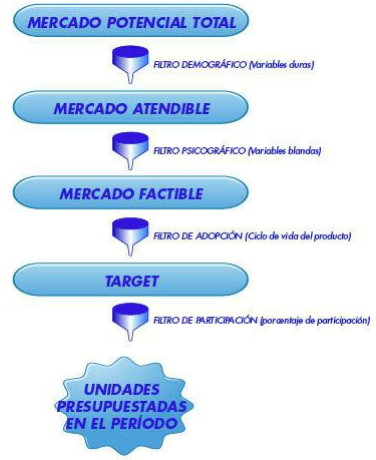 MERCADO POTENCIAL TOTAL
FILTRO DEMOGRÁFICO (Variables duras)
MERCADO ATENDIBLE
FILTRO PSICOGRÁFICO (Variables blandas)
MERCADO FACTIBLE
FILTRO DE ADOPCIÓN (Ciclo de vida del producto)
TARGET
FILTRO DE PARTICIPACIÓN (porcentaje de participación)
UNIDADES
PRESUPUESTADAS
EN EL PERÍODO